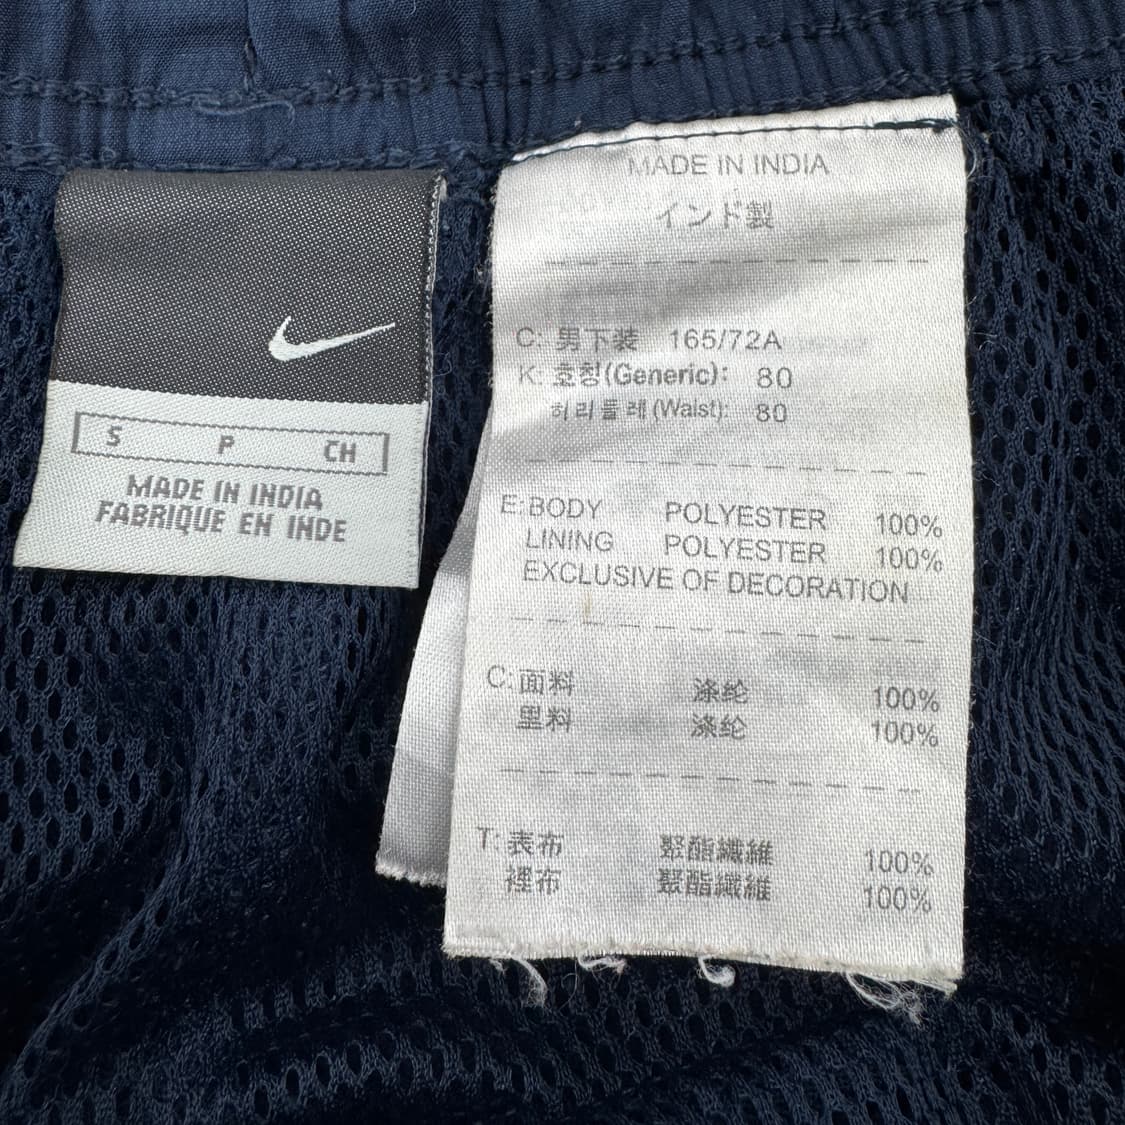 S P CH
MADE IN INDIA
FABRIQUE EN INDE
MADE IN INDIA
インド製
C: 男下装 165/72A
K: 호칭(Generic): 80
허리둘레(Waist): 80
E: BODY POLYESTER 100%
LINING POLYESTER 100%
EXCLUSIVE OF DECORATION
C: 面料 涤纶 100%
里料 涤纶 100%
T: 表布 聚酯纖維 100%
裡布 聚酯纖維 100%